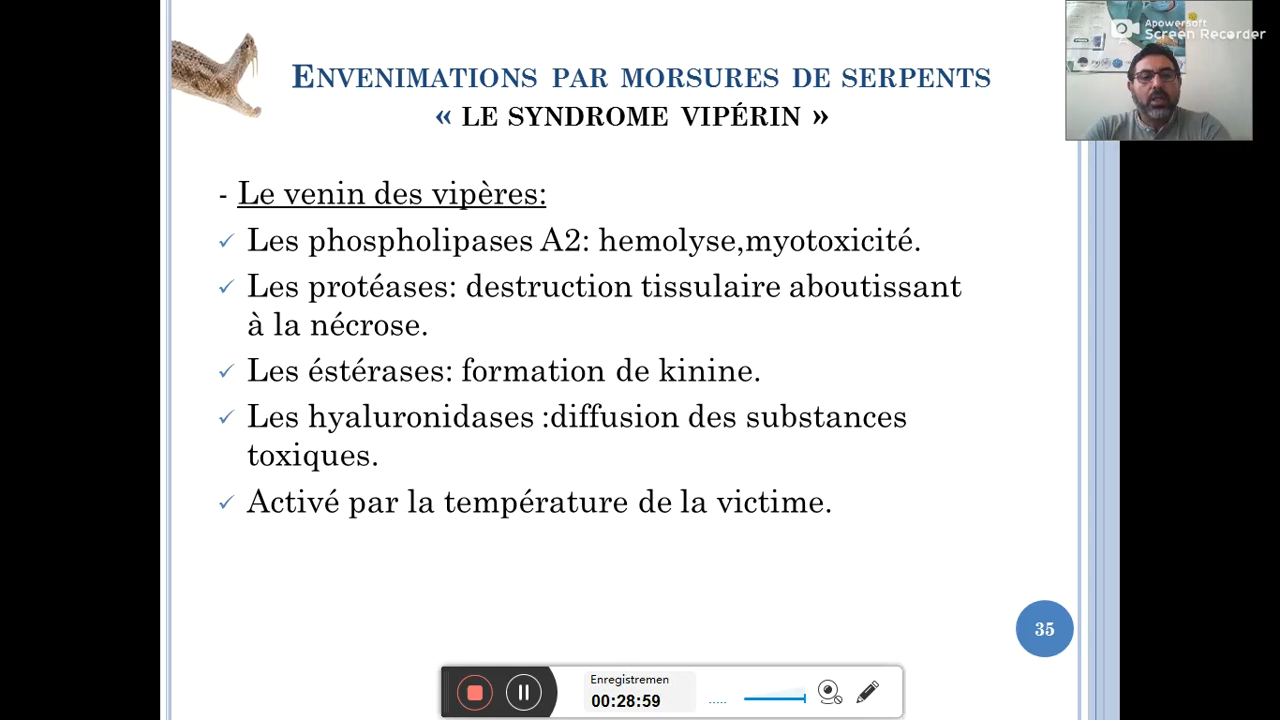 Apowersoft
Screen Recorder
ENVENIMATIONS PAR MORSURES DE SERPENTS
« LE SYNDROME VIPÉRIN »
- Le venin des vipères:
✓ Les phospholipases A2: hemolyse,myotoxicité.
✓ Les protéases: destruction tissulaire aboutissant
à la nécrose.
✓ Les éstérases: formation de kinine.
✓ Les hyaluronidases :diffusion des substances
toxiques.
✓ Activé par la température de la victime.
35
Enregistremen
00:28:59